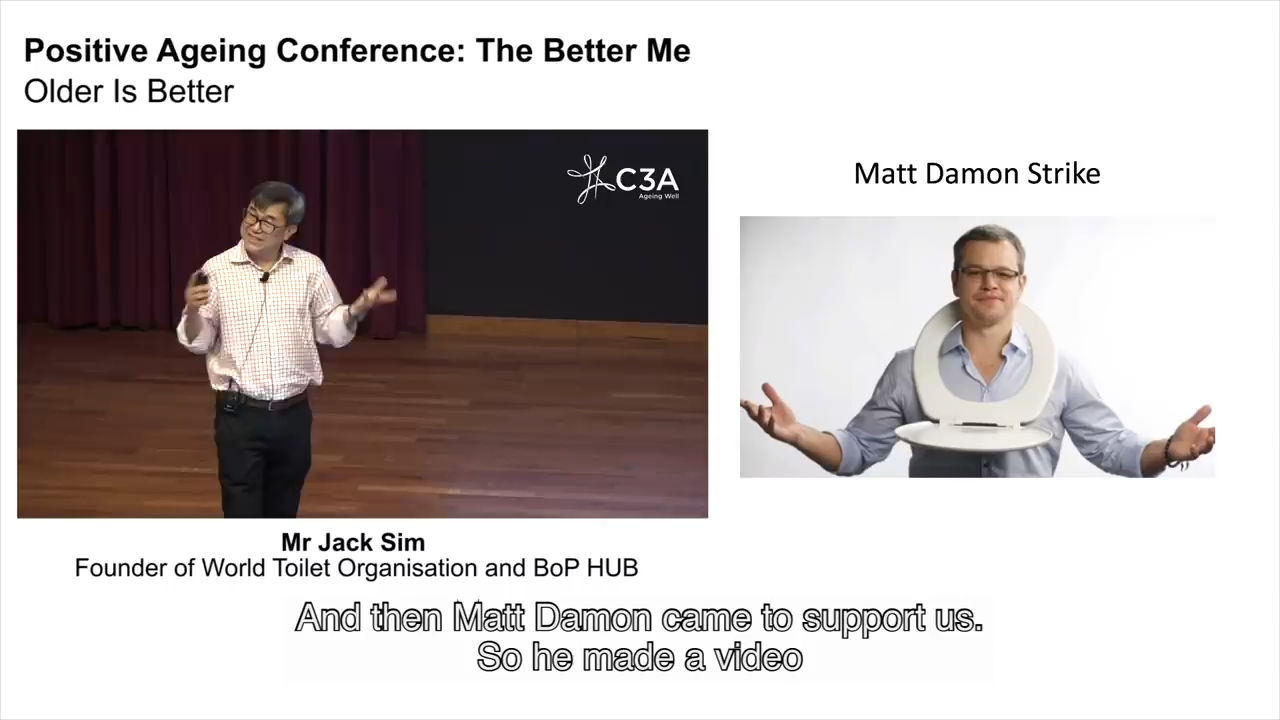 Positive Ageing Conference: The Better Me
Older Is Better
C3A
Ageing Well
Matt Damon Strike
Mr Jack Sim
Founder of World Toilet Organisation and BoP HUB
And then Matt Damon came to support us.
So he made a video